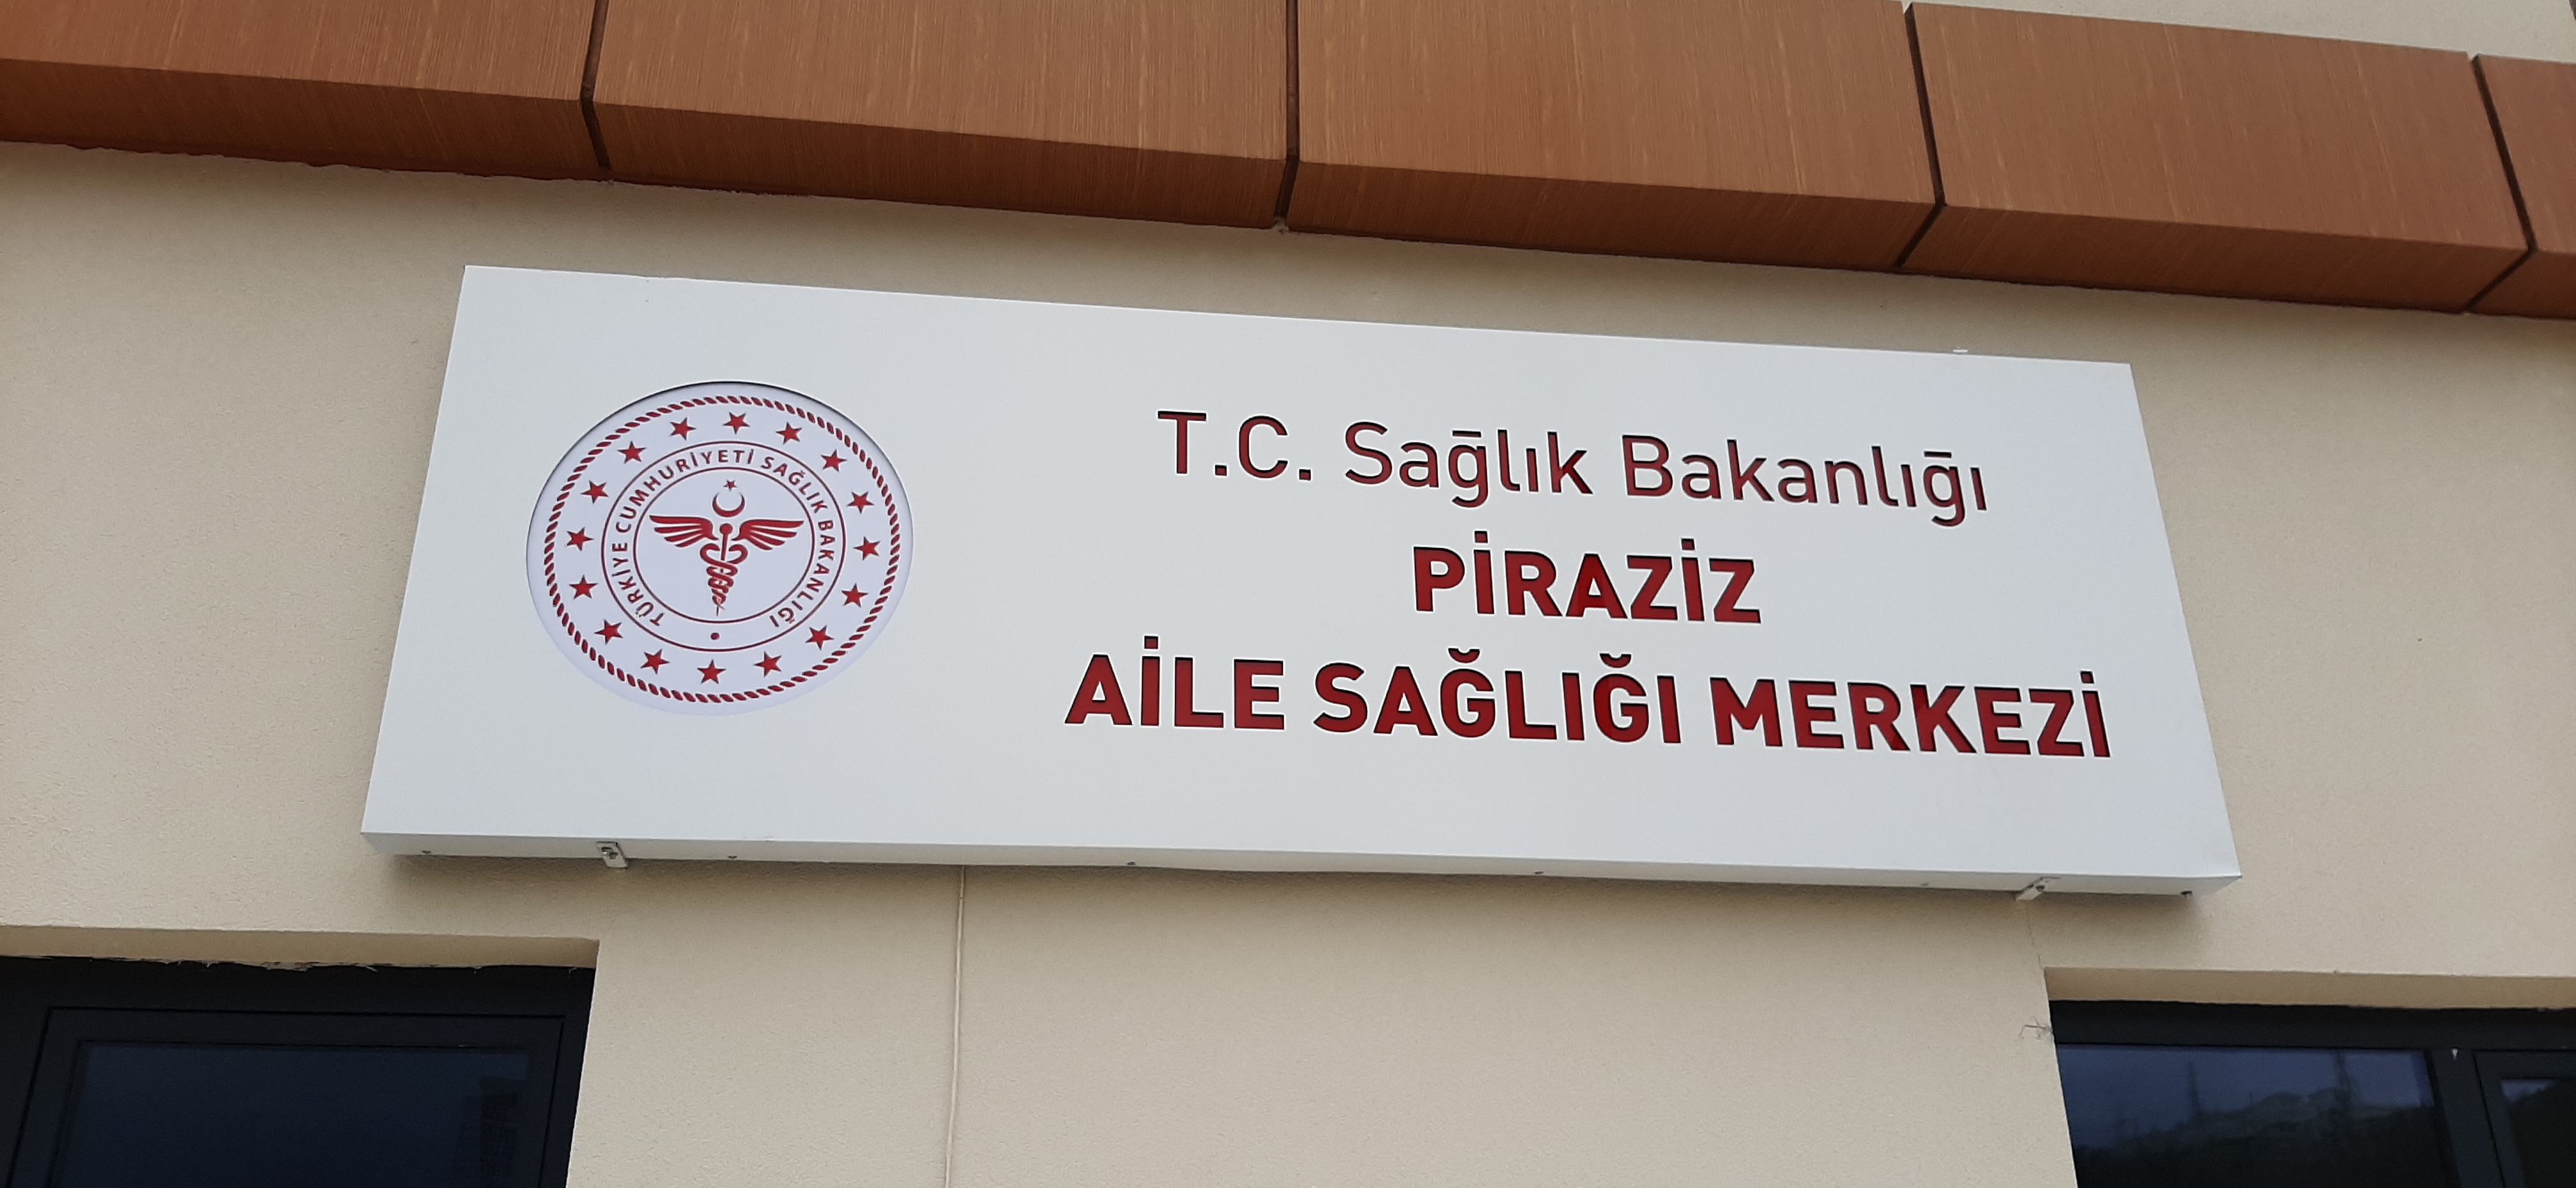 TÜRKİYE CUMHURİYETİ SAĞLIK BAKANLIĞI
T.C. Sağlık Bakanlığı
PİRAZİZ
AİLE SAĞLIĞI MERKEZİ